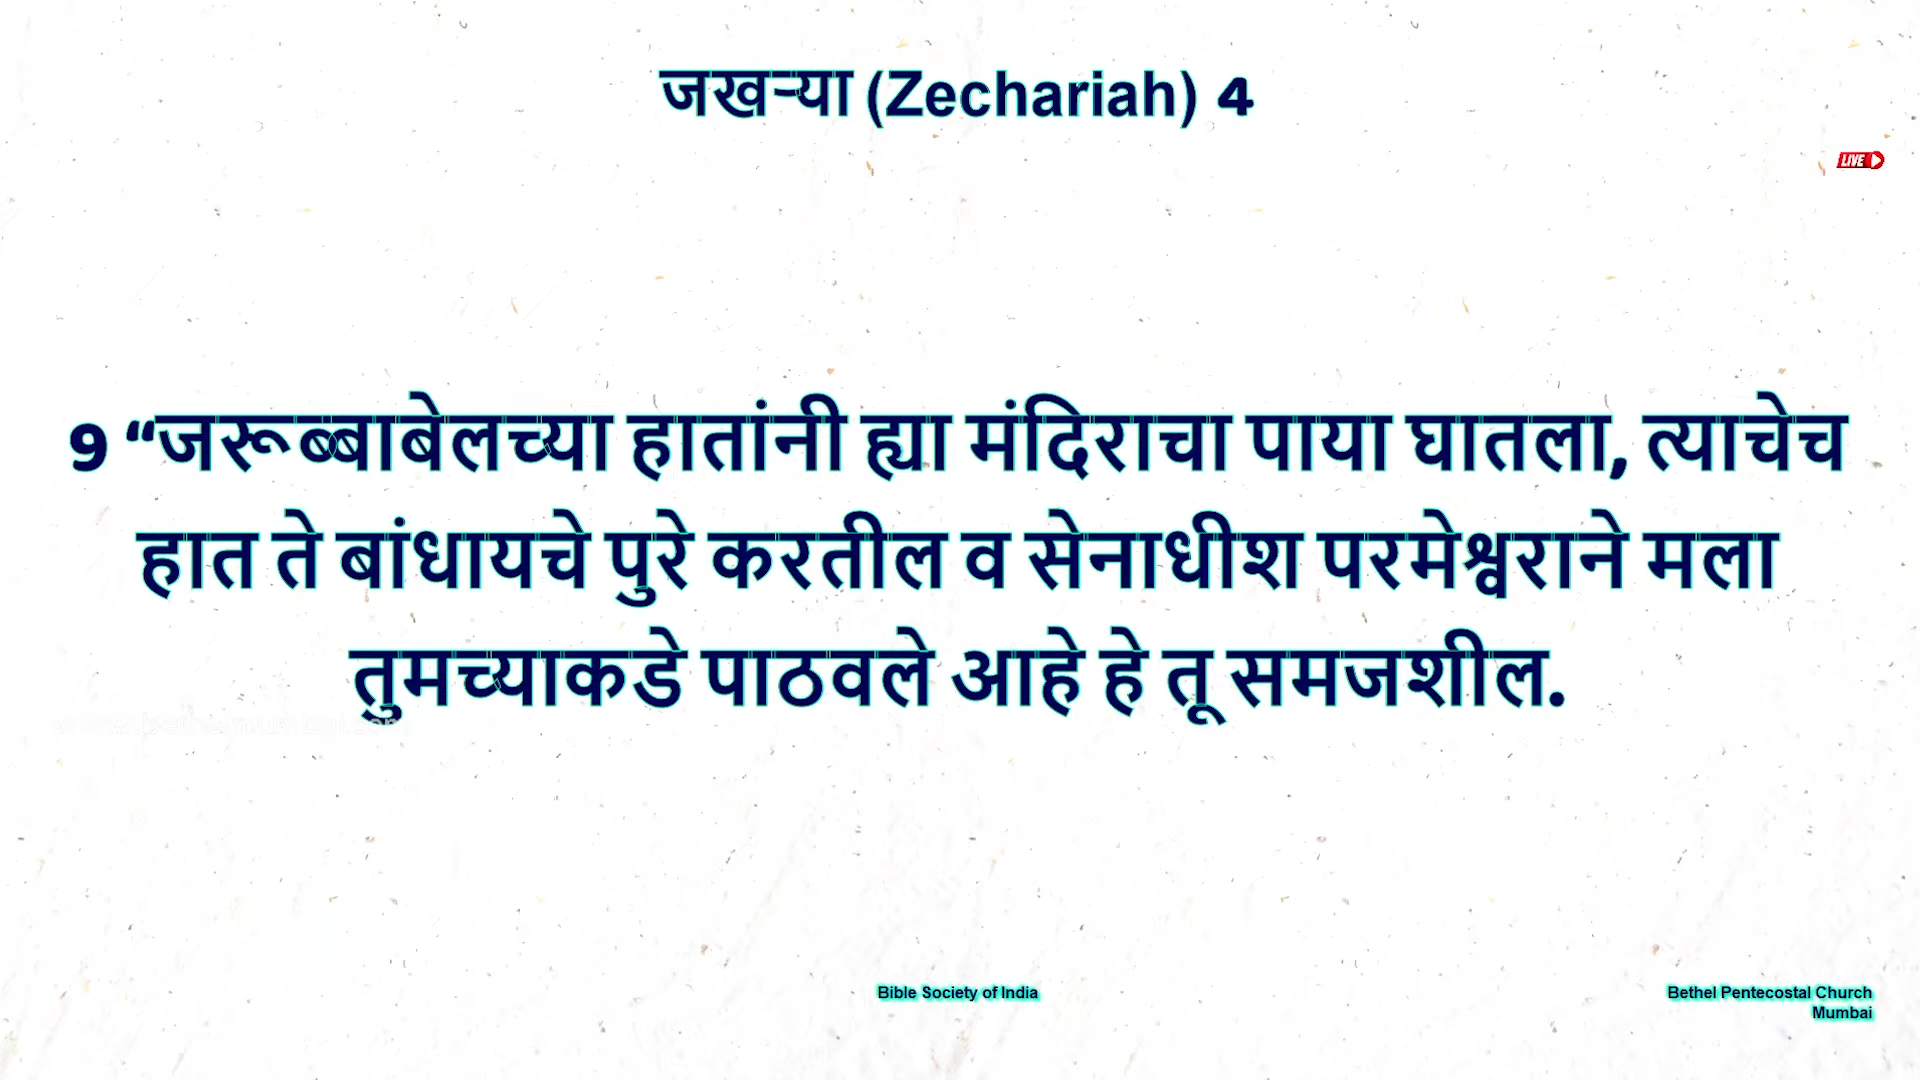 जखऱ्या (Zechariah) 4
LIVE
9 “जरूब्बाबेलच्या हातांनी ह्या मंदिराचा पाया घातला, त्याचेच
हात ते बांधायचे पुरे करतील व सेनाधीश परमेश्वराने मला
तुमच्याकडे पाठवले आहे हे तू समजशील.
Bible Society of India
Bethel Pentecostal Church
Mumbai